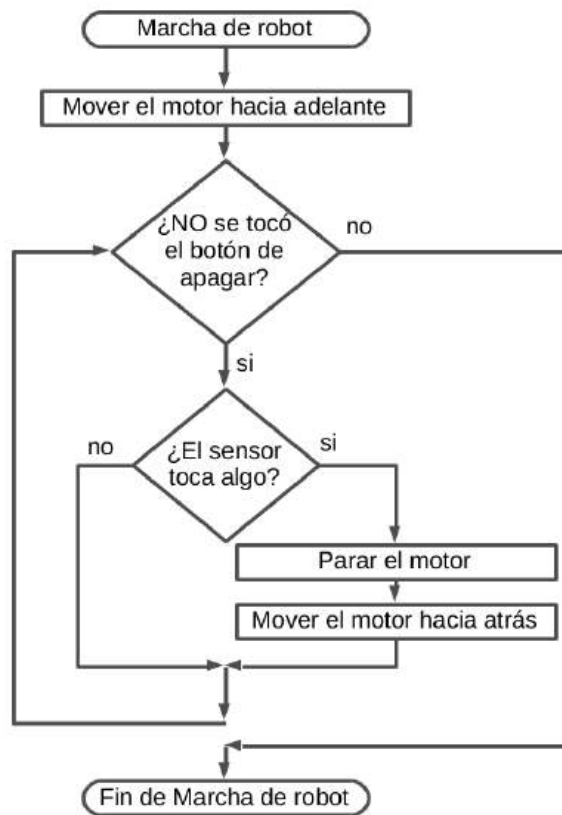 Marcha de robot
Mover el motor hacia adelante
¿NO se tocó
el botón de
apagar?
no
si
¿El sensor
toca algo?
no
si
Parar el motor
Mover el motor hacia atrás
Fin de Marcha de robot